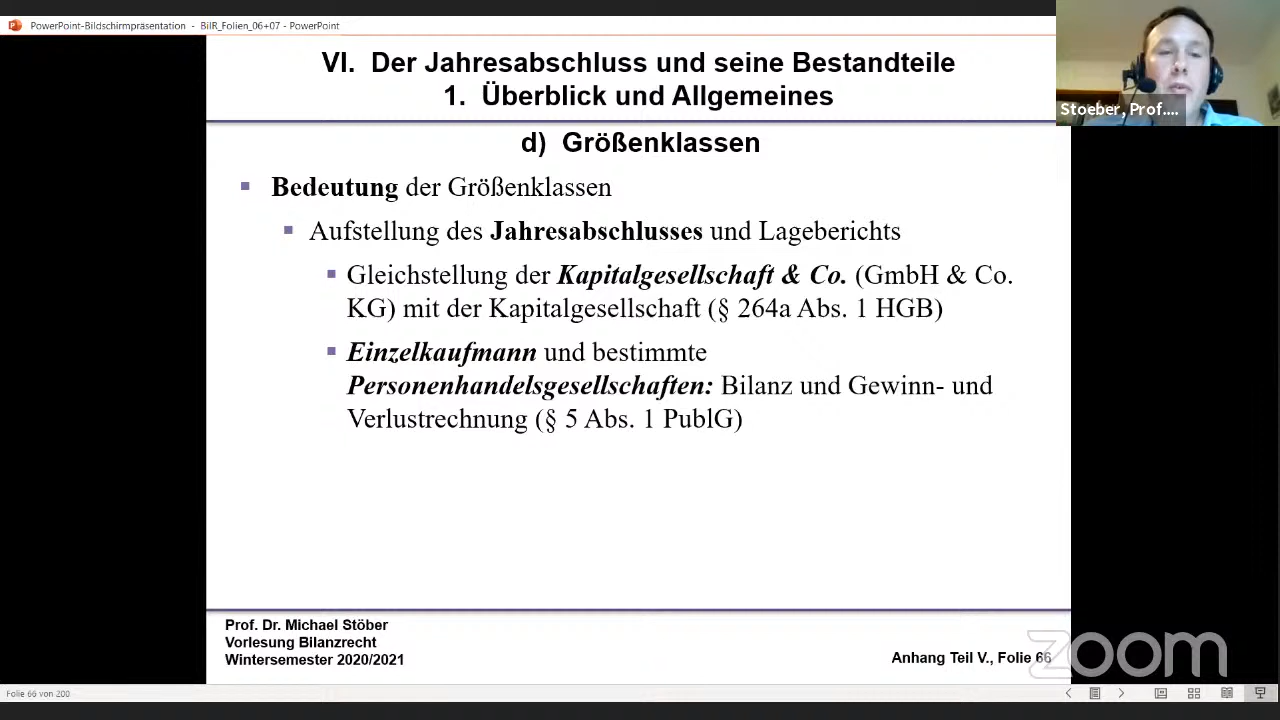 PowerPoint-Bildschirmpräsentation - BilR_Folien_06+07 - PowerPoint
Stoeber, Prof....
VI. Der Jahresabschluss und seine Bestandteile
1. Überblick und Allgemeines
d) Größenklassen
Bedeutung der Größenklassen
Aufstellung des Jahresabschlusses und Lageberichts
Gleichstellung der Kapitalgesellschaft & Co. (GmbH & Co.
KG) mit der Kapitalgesellschaft (§ 264a Abs. 1 HGB)
Einzelkaufmann und bestimmte
Personenhandelsgesellschaften: Bilanz und Gewinn- und
Verlustrechnung (§ 5 Abs. 1 PublG)
Prof. Dr. Michael Stöber
Vorlesung Bilanzrecht
Wintersemester 2020/2021
Anhang Teil V., Folie 66
zoom
Folie 66 von 200